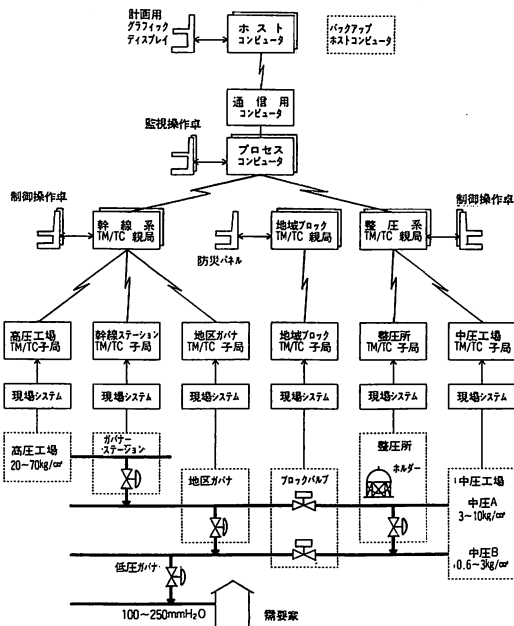 計画用
グラフィック
ディスプレイ
ホスト
コンピュータ
バックアップ
ホストコンピュータ
通信用
コンピュータ
監視操作卓
プロセス
コンピュータ
制御操作卓
幹線系
TM/TC 親局
防災パネル
地域ブロック
TM/TC 親局
整圧系
TM/TC 親局
制御操作卓
高圧工場
TM/TC子局
幹線ステーション
TM/TC 子局
地区ガバナ
TM/TC 子局
地域ブロック
TM/TC 子局
整圧所
TM/TC 子局
中圧工場
TM/TC 子局
現場システム
現場システム
現場システム
現場システム
現場システム
現場システム
高圧工場
20~70kg/c㎡
ガバナー
ステーション
地区ガバナ
ブロックバルブ
整圧所
ホルダー
中圧工場
中圧A
3~10kg/c㎡
中圧B
0.6~3kg/c㎡
低圧ガバナ
100~250mmH₂O
需要家